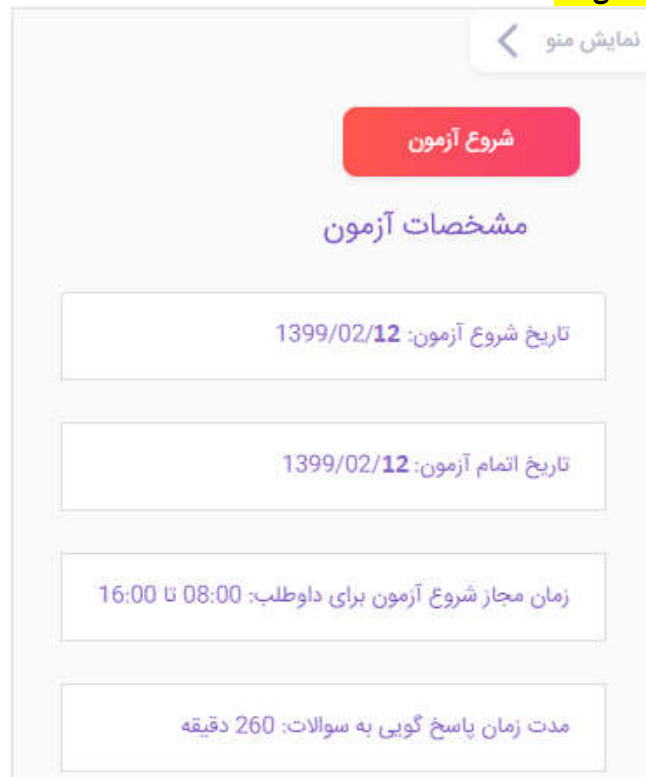 نمایش منو
شروع آزمون
مشخصات آزمون
تاریخ شروع آزمون: 1399/02/12
تاریخ اتمام آزمون: 1399/02/12
زمان مجاز شروع آزمون برای داوطلب: 08:00 تا 16:00
مدت زمان پاسخ گویی به سوالات: 260 دقیقه